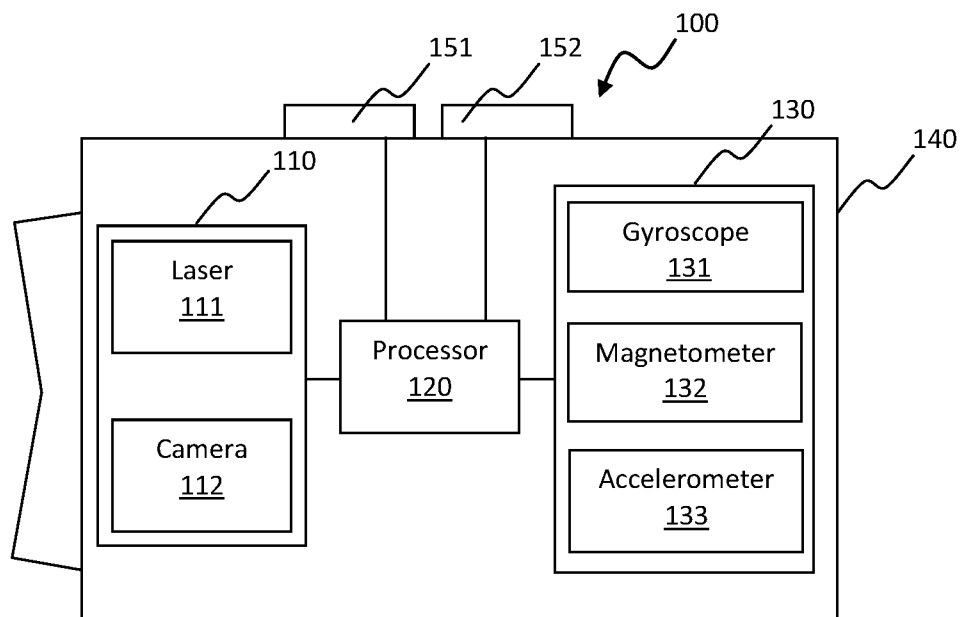 100
151
152
130
140
110
Gyroscope
131
Laser
111
Processor
120
Magnetometer
132
Camera
112
Accelerometer
133